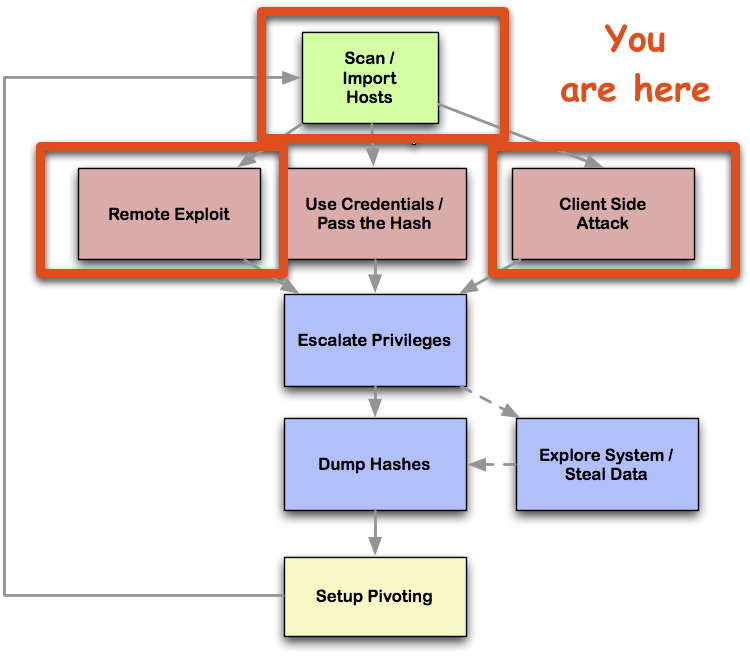 You
are here
Scan /
Import
Hosts
Remote Exploit
Use Credentials /
Pass the Hash
Client Side
Attack
Escalate Privileges
Dump Hashes
Explore System /
Steal Data
Setup Pivoting